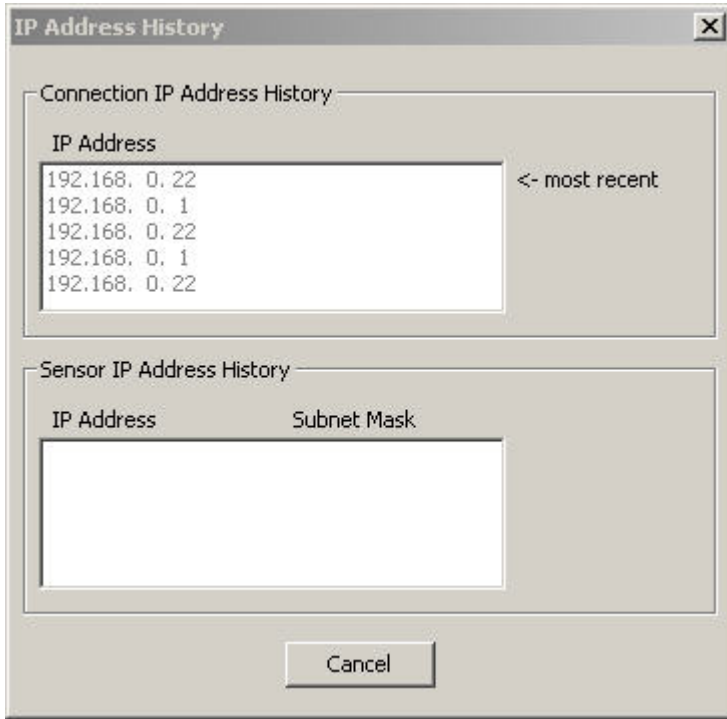 IP Address History
Connection IP Address History
IP Address
192.168. 0. 22 <- most recent
192.168. 0. 1
192.168. 0. 22
192.168. 0. 1
192.168. 0. 22
Sensor IP Address History
IP Address Subnet Mask
Cancel